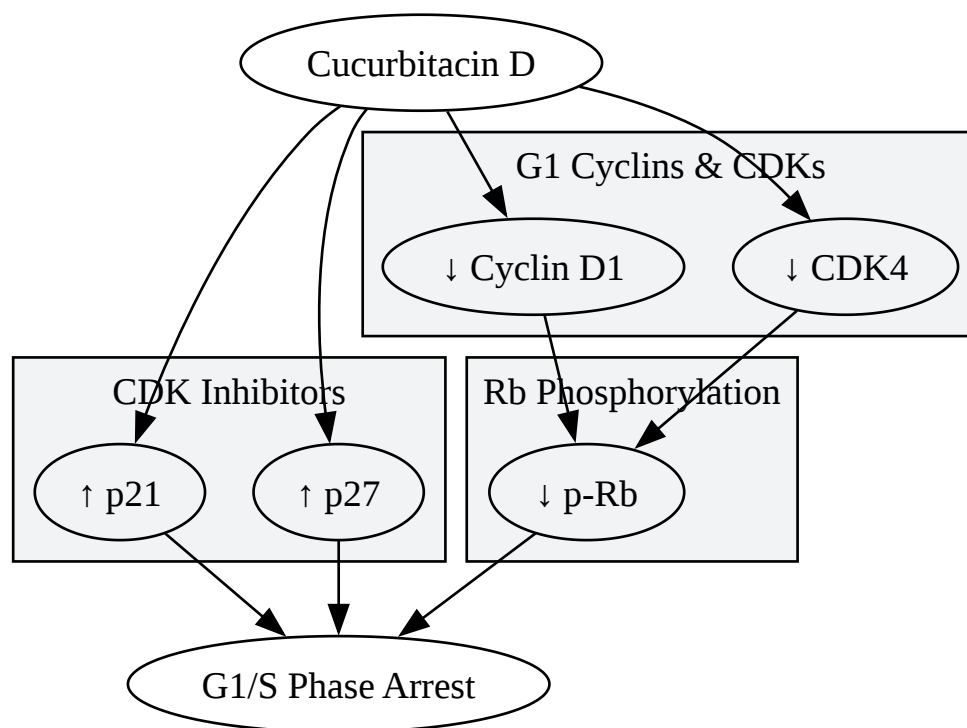 Cucurbitacin D
G1 Cyclins & CDKs
↓ Cyclin D1
↓ CDK4
CDK Inhibitors
Rb Phosphorylation
↑ p21
↑ p27
↓ p-Rb
G1/S Phase Arrest